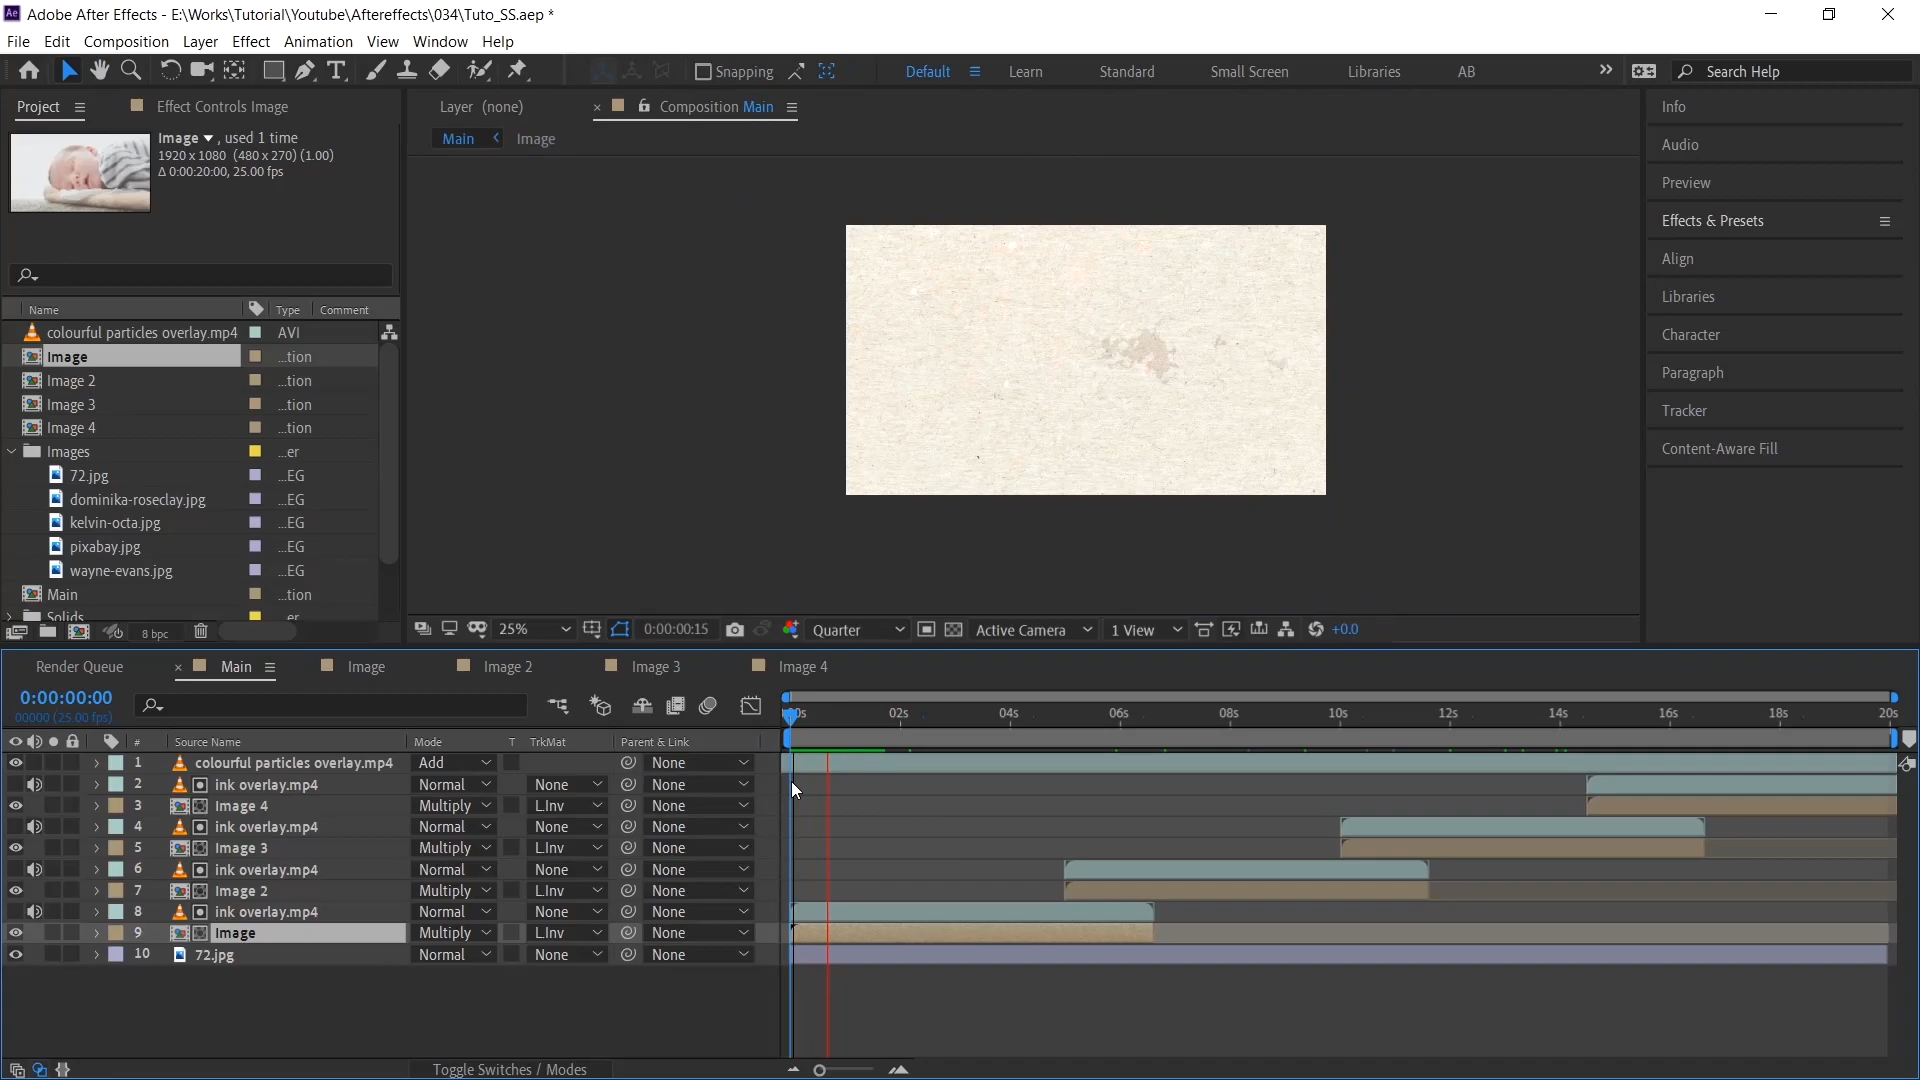 Ae Adobe After Effects - E:\Works\Tutorial\Youtube\Aftereffects\034\Tuto_SS.aep *
File Edit Composition Layer Effect Animation View Window Help
Snapping Default Learn Standard Small Screen Libraries AB Search Help
Project Effect Controls Image
Image , used 1 time
1920 x 1080 (480 x 270) (1.00)
Δ 0:00:20:00, 25.00 fps
Name Type Comment
colourful particles overlay.mp4 AVI
Image ...tion
Image 2 ...tion
Image 3 ...tion
Image 4 ...tion
Images ...er
72.jpg ...EG
dominika-roseclay.jpg ...EG
kelvin-octa.jpg ...EG
pixabay.jpg ...EG
wayne-evans.jpg ...EG
Main ...tion
Solids ...er
8 bpc
Layer (none) Composition Main
Main Image
25% 0:00:00:15 Quarter Active Camera 1 View +0.0
Info
Audio
Preview
Effects & Presets
Align
Libraries
Character
Paragraph
Tracker
Content-Aware Fill
Render Queue Main Image Image 2 Image 3 Image 4
0:00:00:00
00000 (25.00 fps)
02s 04s 06s 08s 10s 12s 14s 16s 18s 20s
# Source Name Mode T TrkMat Parent & Link
1 colourful particles overlay.mp4 Add None
2 ink overlay.mp4 Normal None None
3 Image 4 Multiply L.Inv None
4 ink overlay.mp4 Normal None None
5 Image 3 Multiply L.Inv None
6 ink overlay.mp4 Normal None None
7 Image 2 Multiply L.Inv None
8 ink overlay.mp4 Normal None None
9 Image Multiply L.Inv None
10 72.jpg Normal None None
Toggle Switches / Modes